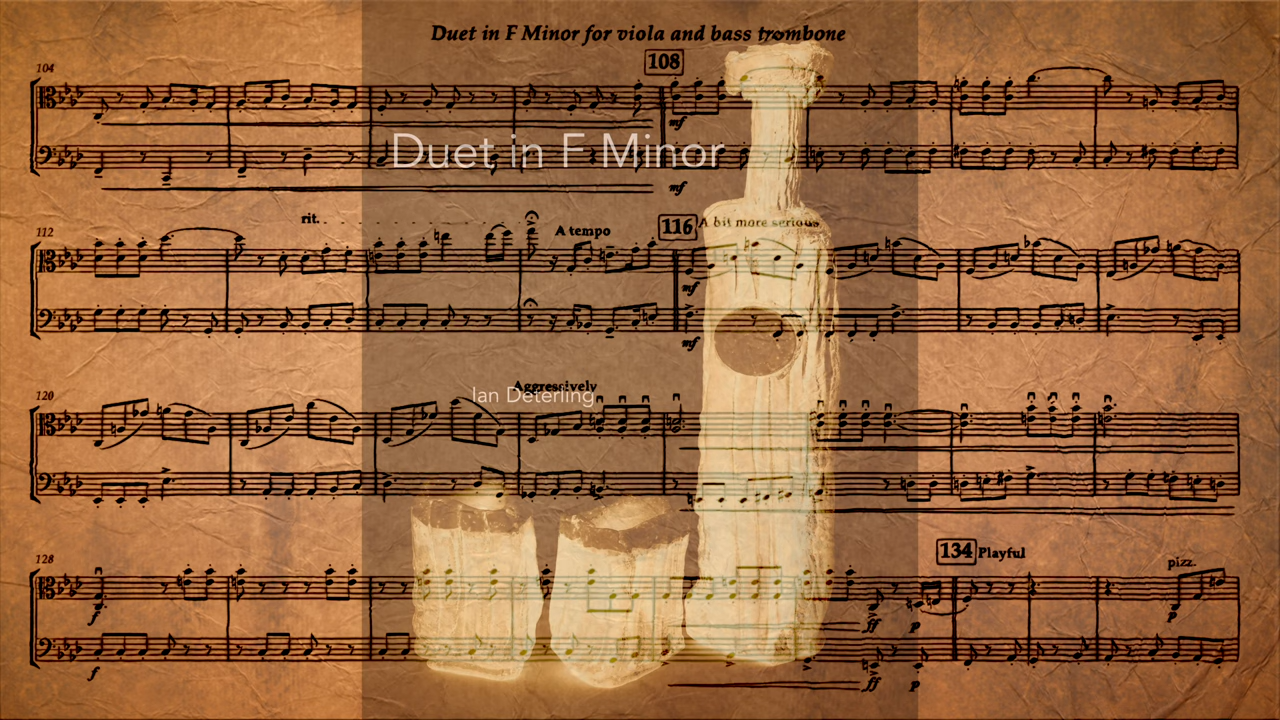 Duet in F Minor for viola and bass trombone
108
104
mf
Duet in F Minor
mf
112
rit.
A tempo
116 A bit more serious
mf
mf
120
Aggressively
Ian Deterling
128
134 Playful
pizz.
p
ff p
f
ff p